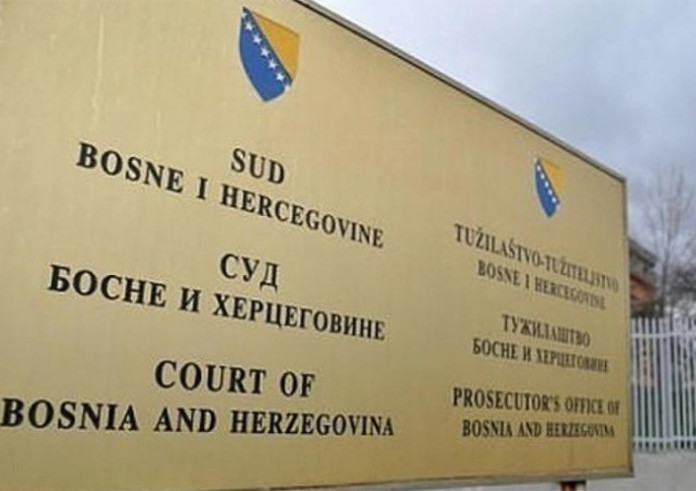 SUD
BOSNE I HERCEGOVINE
СУД
БОСНЕ И ХЕРЦЕГОВИНЕ
COURT OF
BOSNIA AND HERZEGOVINA
TUŽILAŠTVO-TUŽITELJSTVO
BOSNE I HERCEGOVINE
ТУЖИЛАШТВО
БОСНЕ И ХЕРЦЕГОВИНЕ
PROSECUTOR'S OFFICE OF
BOSNIA AND HERZEGOVINA